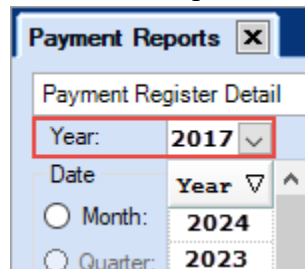 Payment Reports
Payment Register Detail
Year: 2017
Date
Year
Month: 2024
Quarter: 2023